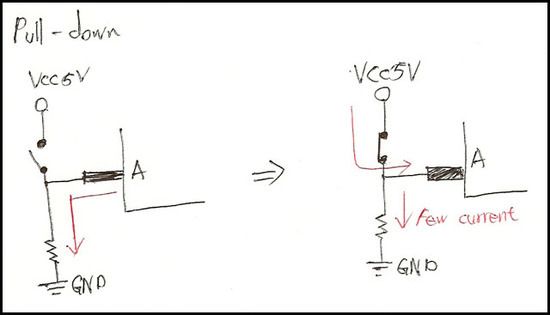 Pull-down
Vcc5V
A
GND
Vcc5V
A
Few current
GND